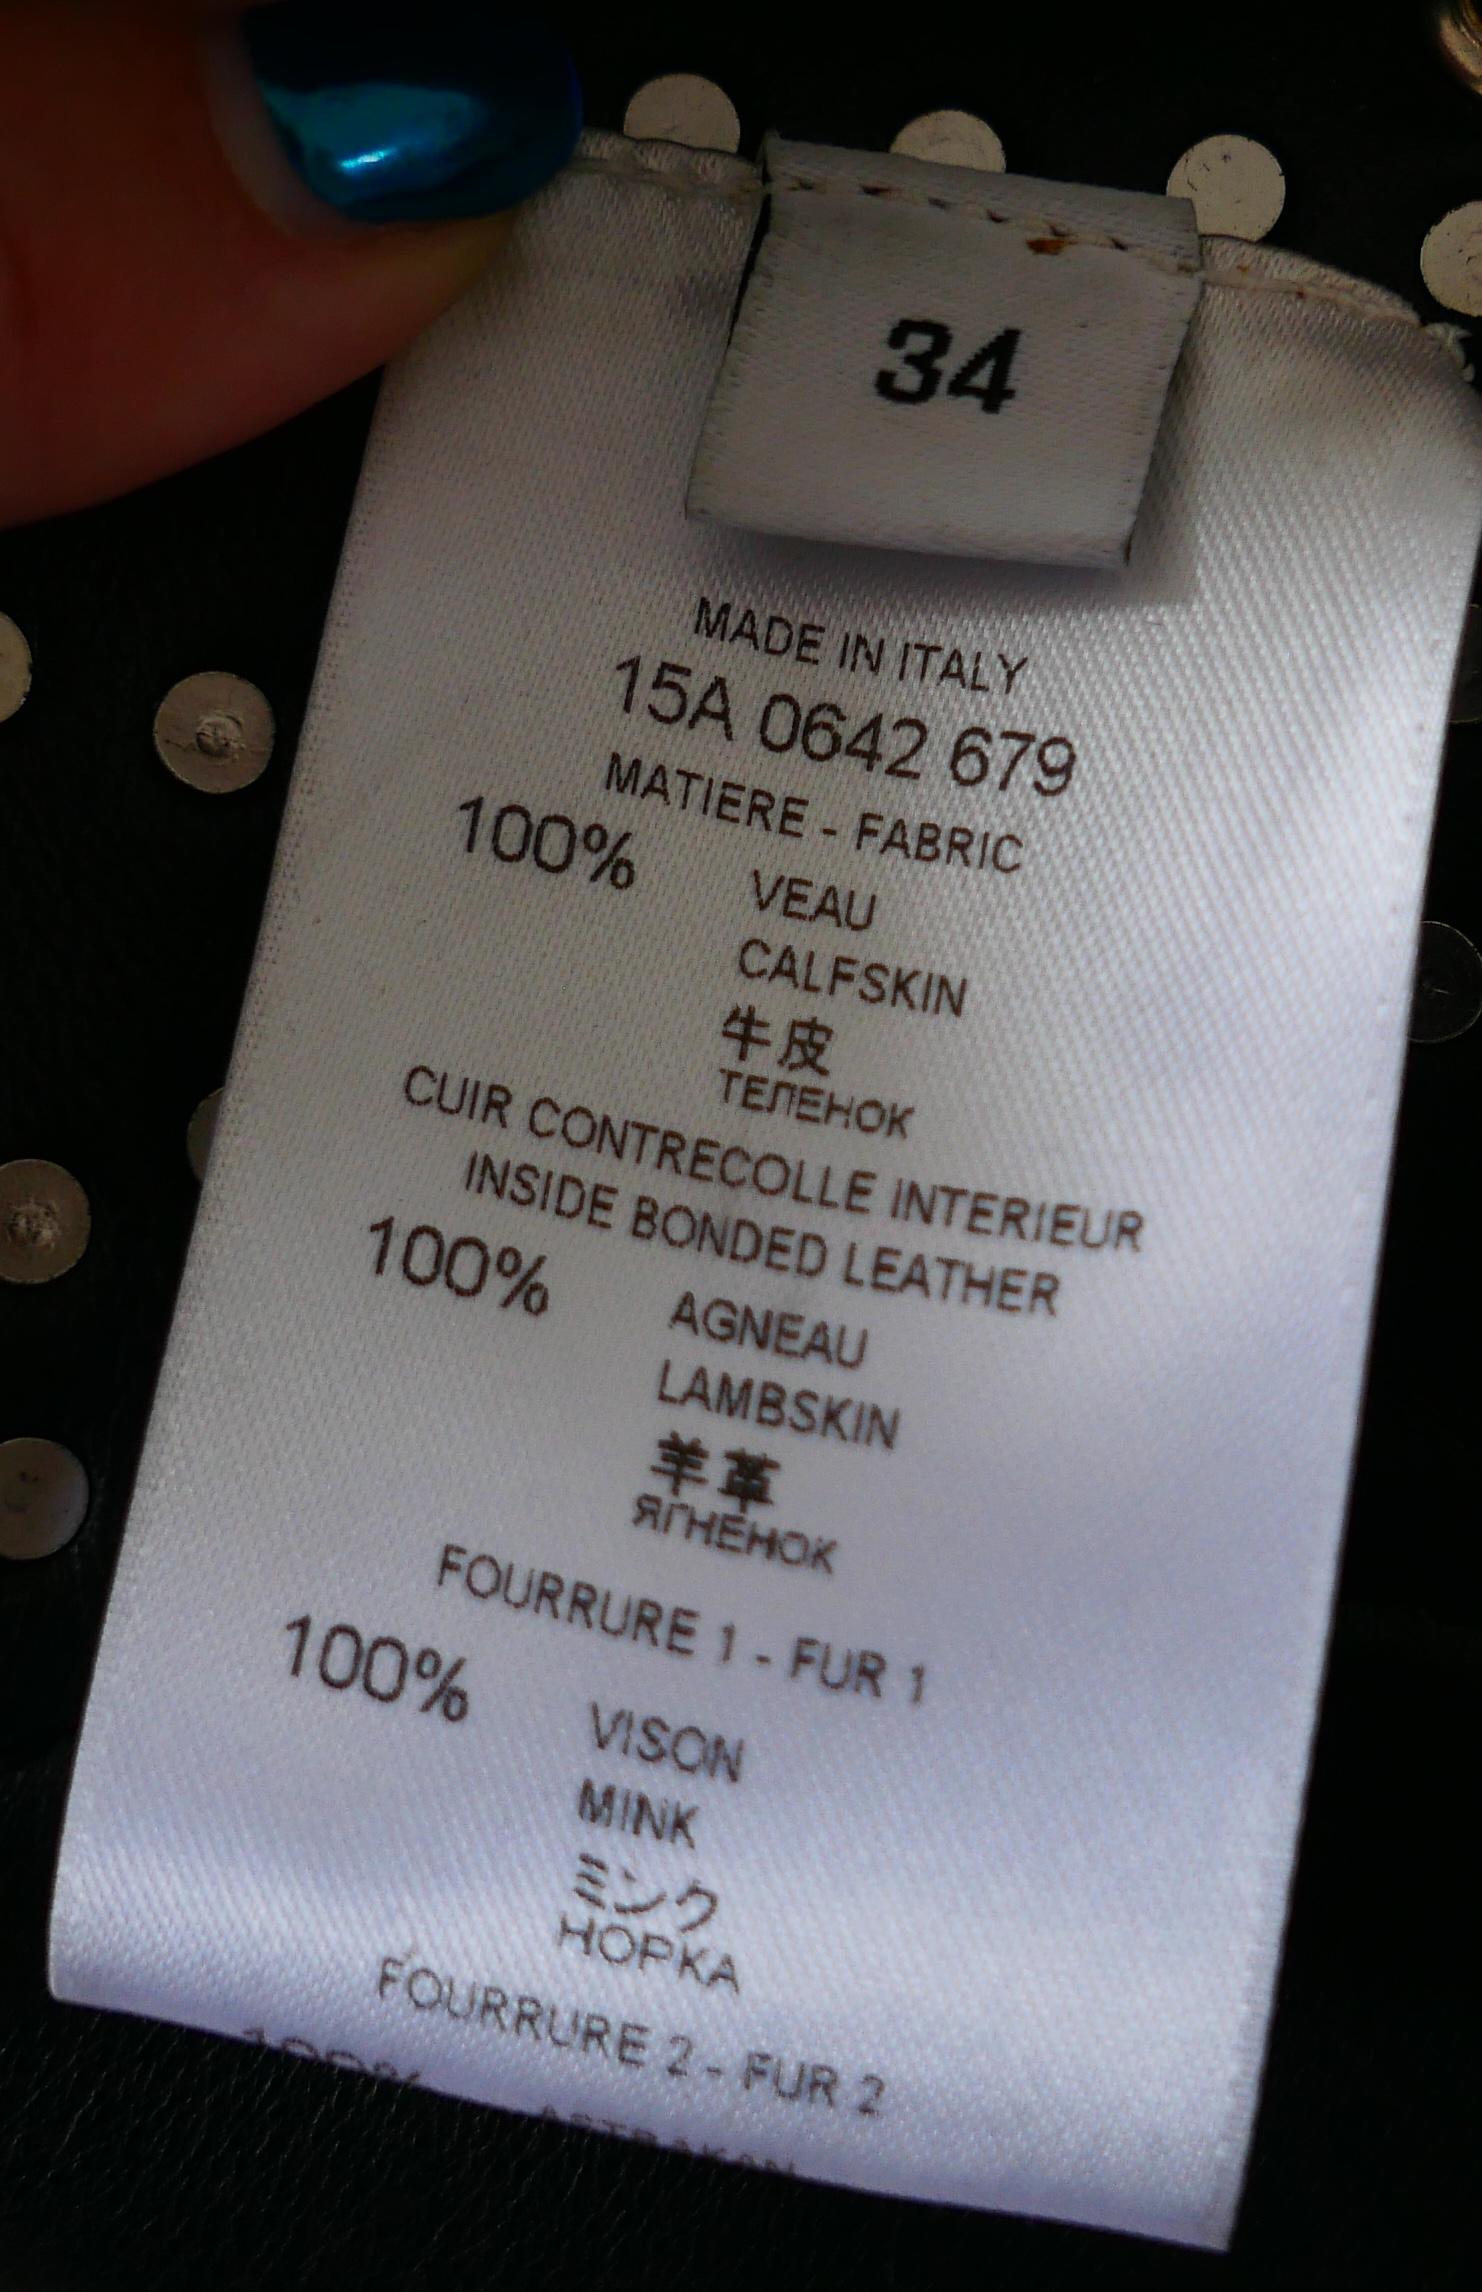 34
MADE IN ITALY
15A 0642 679
MATIERE - FABRIC
100% VEAU
CALFSKIN
牛皮
ТЕЛЕНОК
CUIR CONTRECOLLE INTERIEUR
INSIDE BONDED LEATHER
100% AGNEAU
LAMBSKIN
羊革
ЯГНЕНОК
FOURRURE 1 - FUR 1
100% VISON
MINK
ミンク
НОРКА
FOURRURE 2 - FUR 2
100% ASTRAKAN